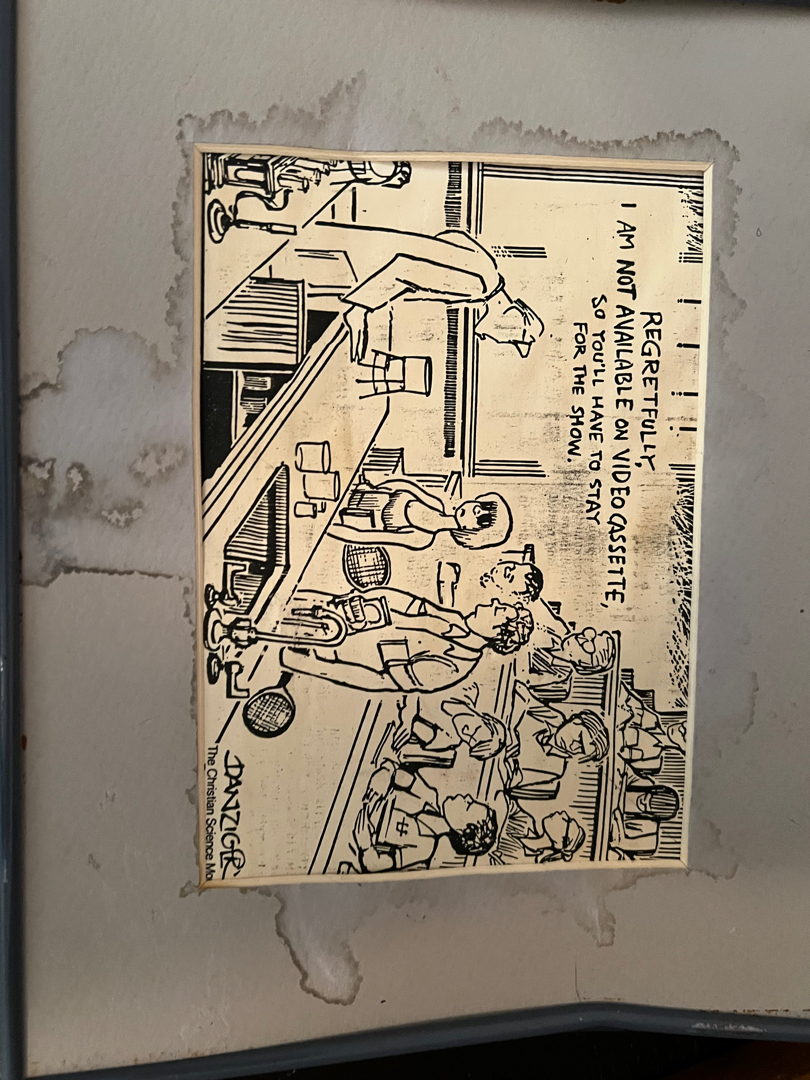 REGRETFULLY,
I AM NOT AVAILABLE ON VIDEOCASSETTE,
SO YOU'LL HAVE TO STAY
FOR THE SHOW.
DANZIGER
The Christian Science Mo
#